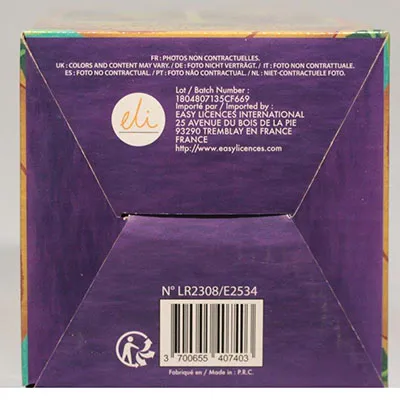 FR : PHOTOS NON CONTRACTUELLES.
UK : COLORS AND CONTENT MAY VARY. / DE : FOTO NICHT VERTRÄGT. / IT : FOTO NON CONTRATTUALE.
ES : FOTO NO CONTRACTUAL. / PT : FOTO NÃO CONTRATUAL. / NL : NIET-CONTRACTUELE FOTO.
eli
Lot / Batch Number :
1804807135CF669
Importé par / Imported by :
EASY LICENCES INTERNATIONAL
25 AVENUE DU BOIS DE LA PIE
93290 TREMBLAY EN FRANCE
FRANCE
http://www.easylicences.com
N° LR2308/E2534
3 700655 407403
Fabriqué en / Made in : P.R.C.